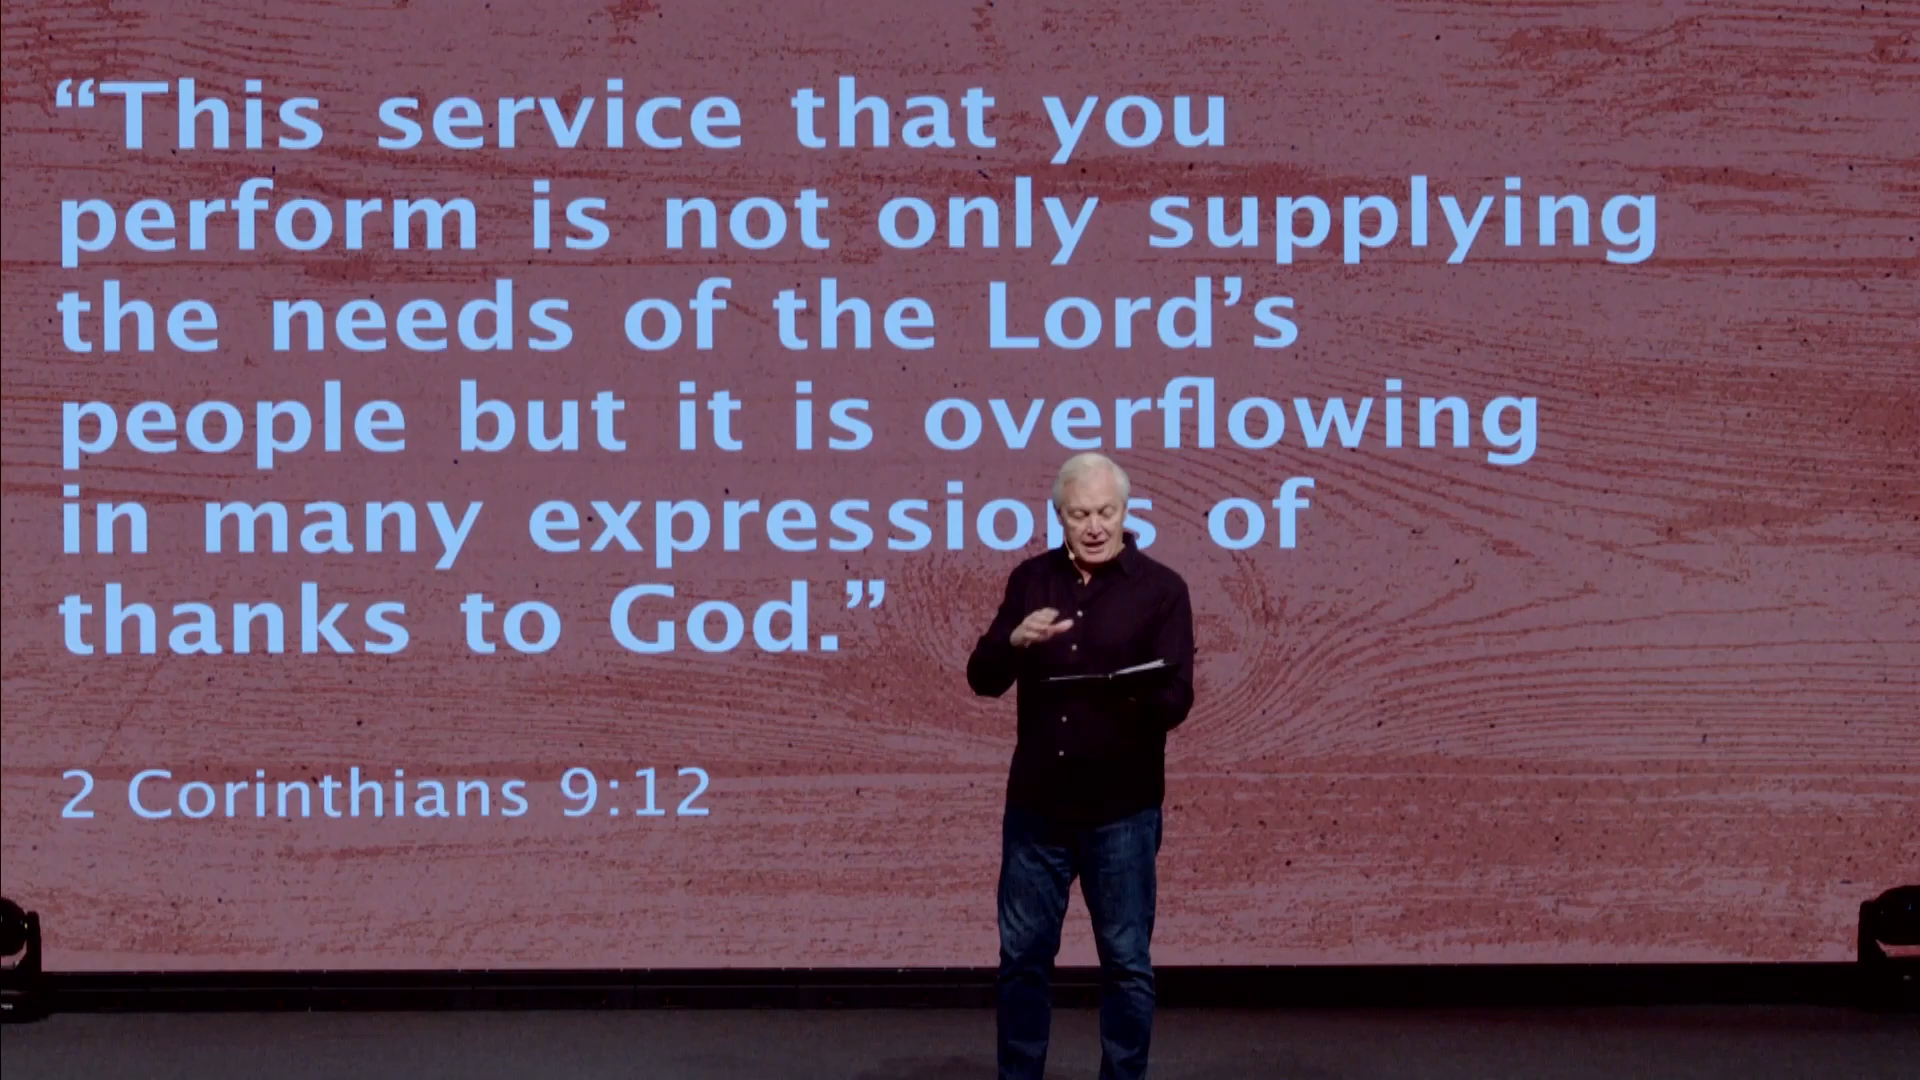 “This service that you
perform is not only supplying
the needs of the Lord’s
people but it is overflowing
in many expressions of
thanks to God.”
2 Corinthians 9:12